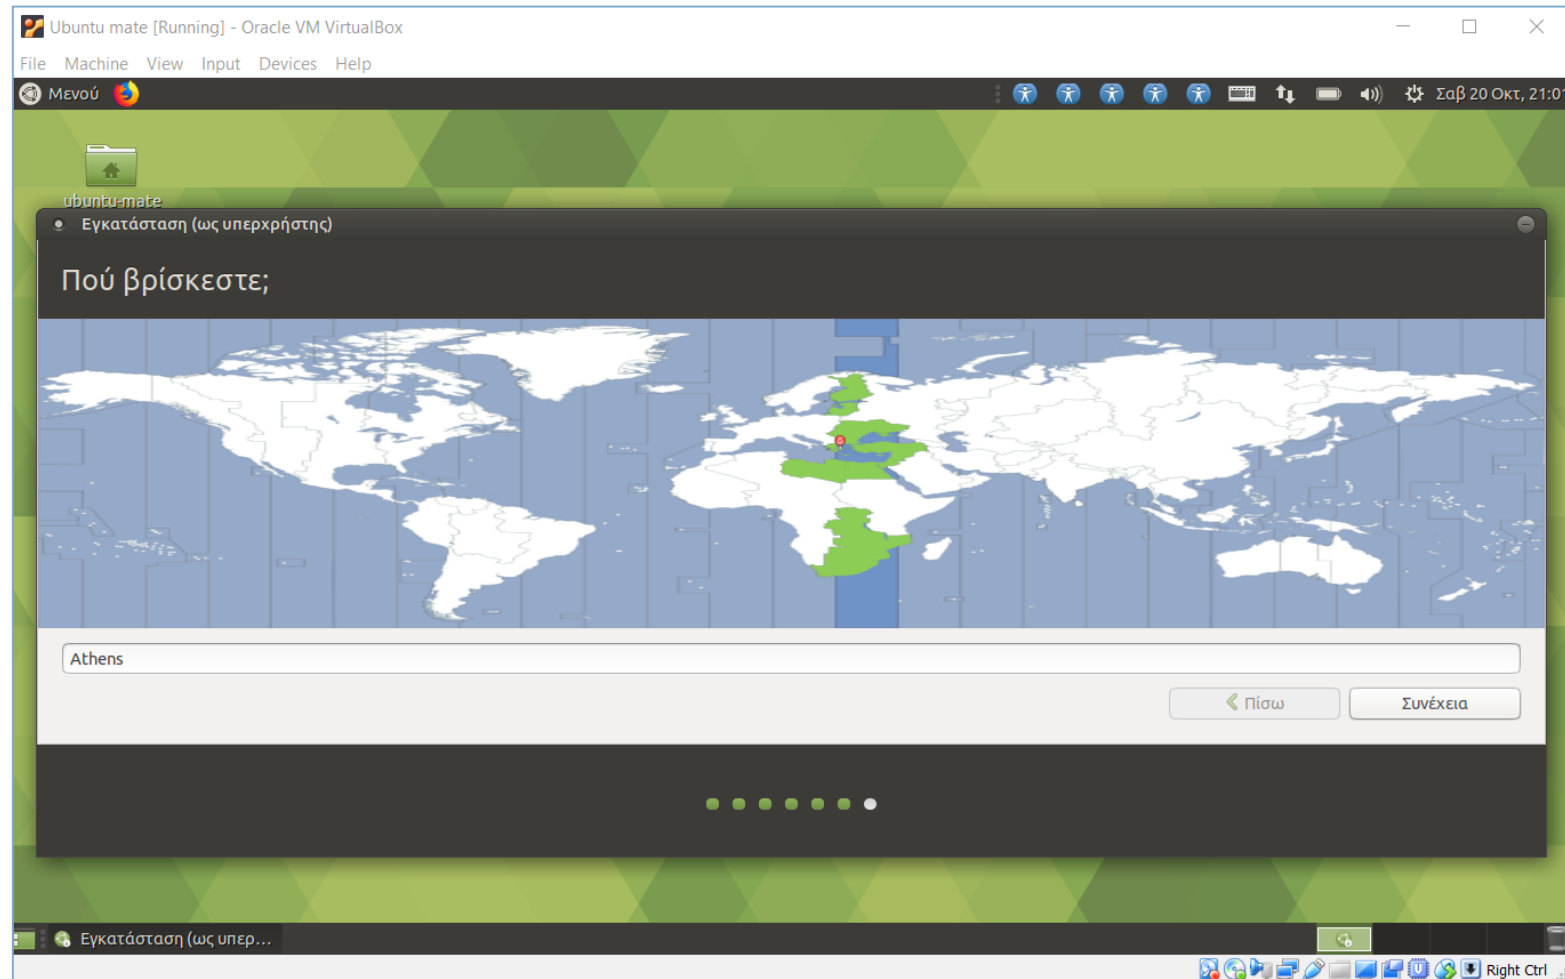 Ubuntu mate [Running] - Oracle VM VirtualBox
File Machine View Input Devices Help
Μενού
Σαβ 20 Οκτ, 21:01
ubuntu-mate
Εγκατάσταση (ως υπερχρήστης)
Πού βρίσκεστε;
Athens
Πίσω
Συνέχεια
Εγκατάσταση (ως υπερ...
Right Ctrl